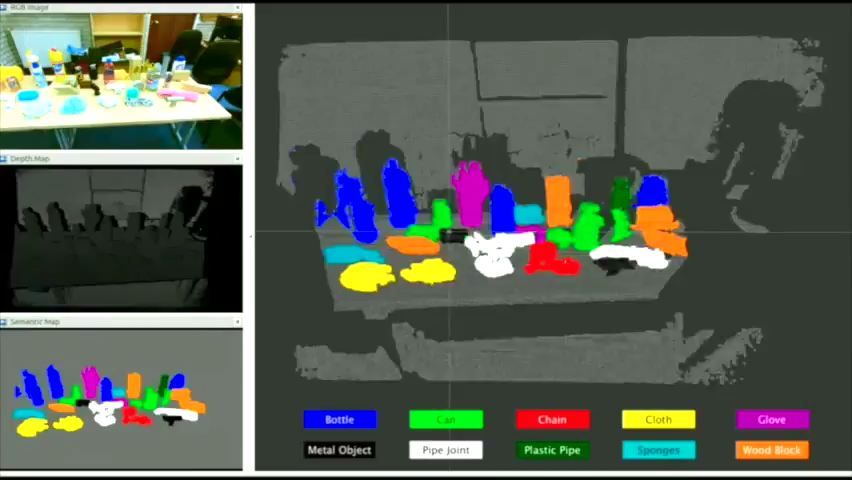 RGB Image
Depth Map
Semantic Map
Bottle
Can
Chain
Cloth
Glove
Metal Object
Pipe Joint
Plastic Pipe
Sponges
Wood Block